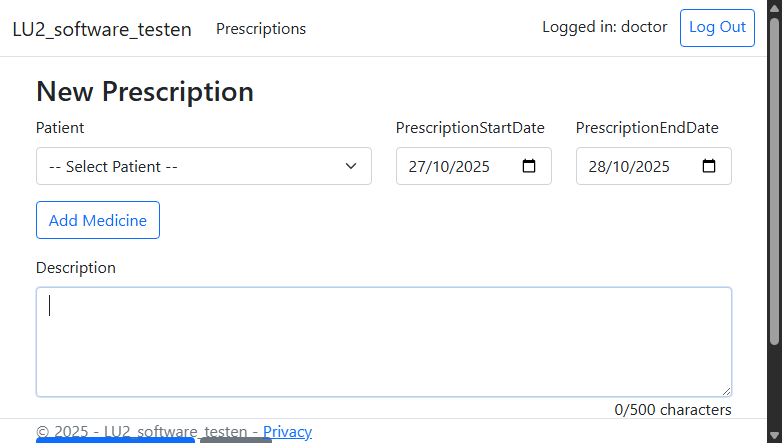 LU2_software_testen Prescriptions Logged in: doctor Log Out
New Prescription
Patient PrescriptionStartDate PrescriptionEndDate
-- Select Patient -- 27/10/2025 28/10/2025
Add Medicine
Description
0/500 characters
© 2025 - LU2_software_testen - Privacy